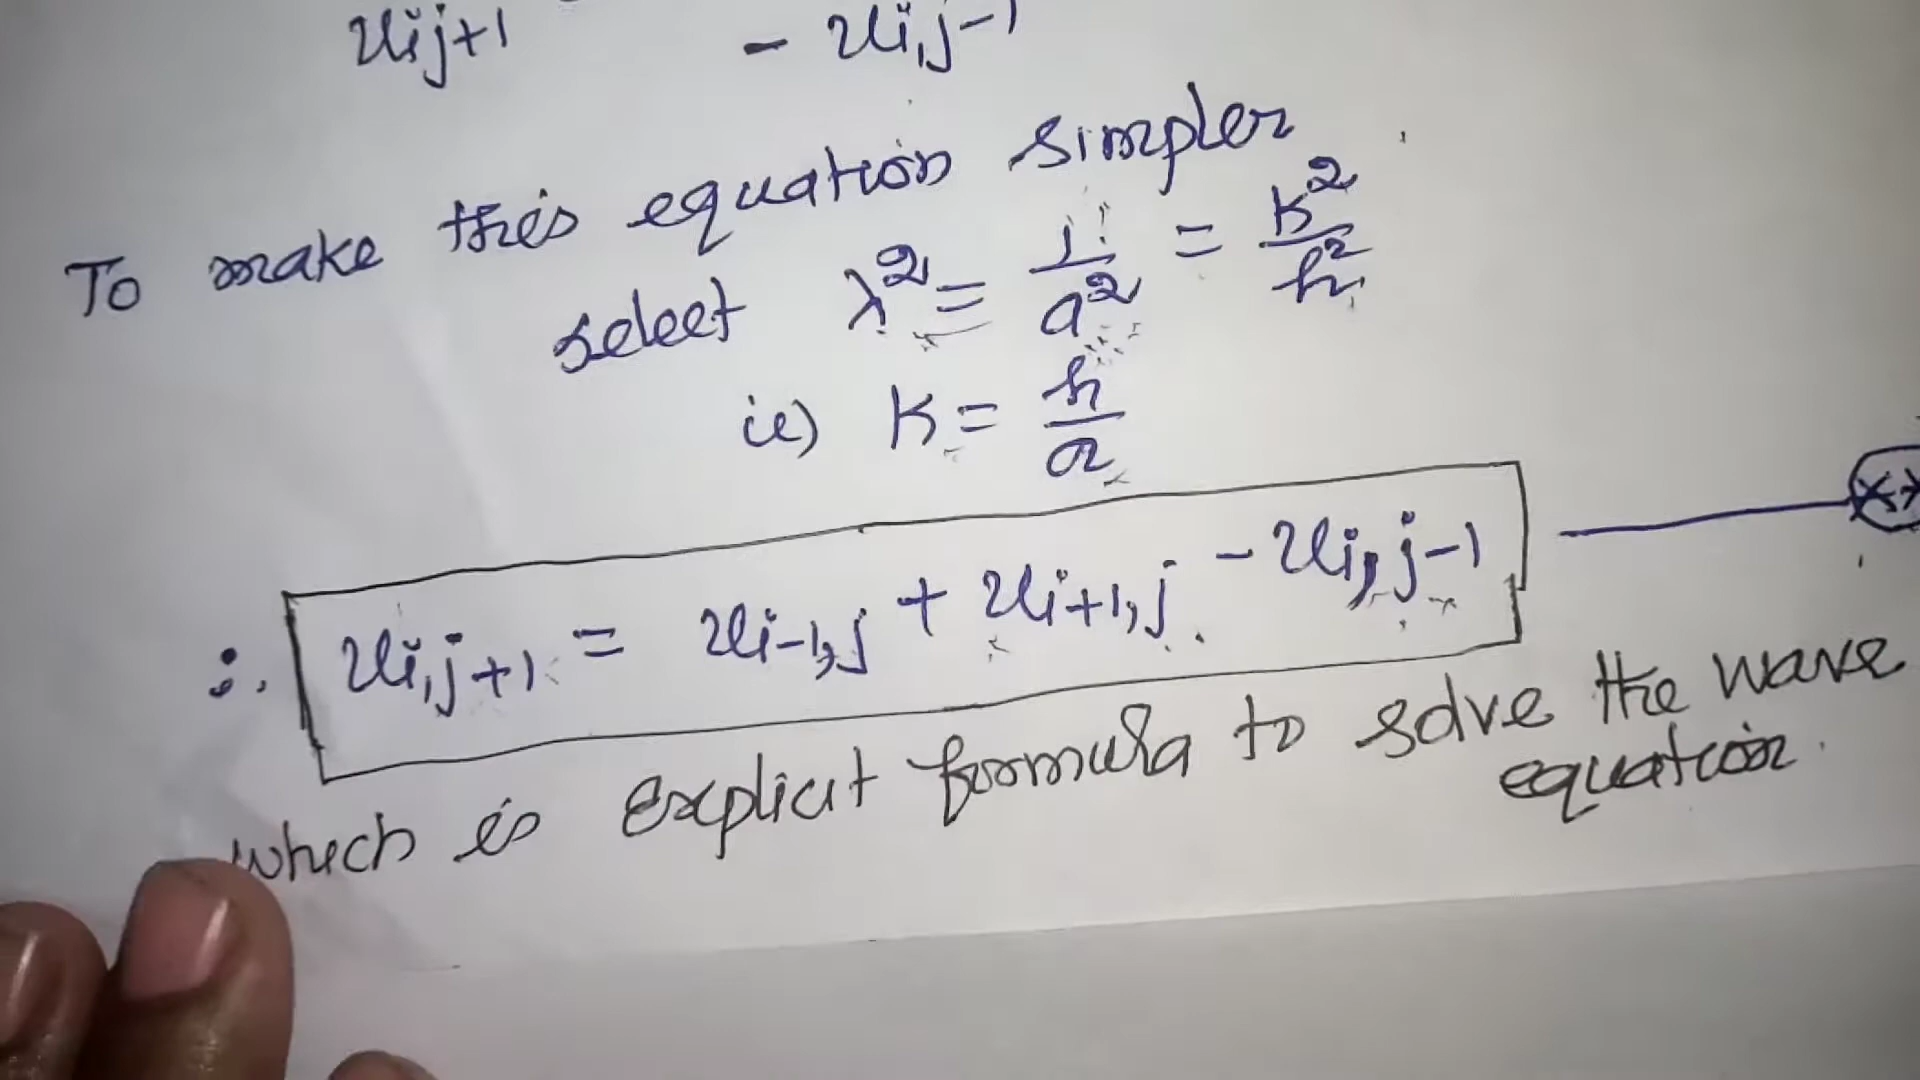 uij+1 - ui,j-1
To make this equation simpler
select λ² = 1/a² = k²/h²
ie) K = h/a
∴ ui,j+1 = ui-1,j + ui+1,j - ui,j-1
which is explicit formula to solve the wave
equation.